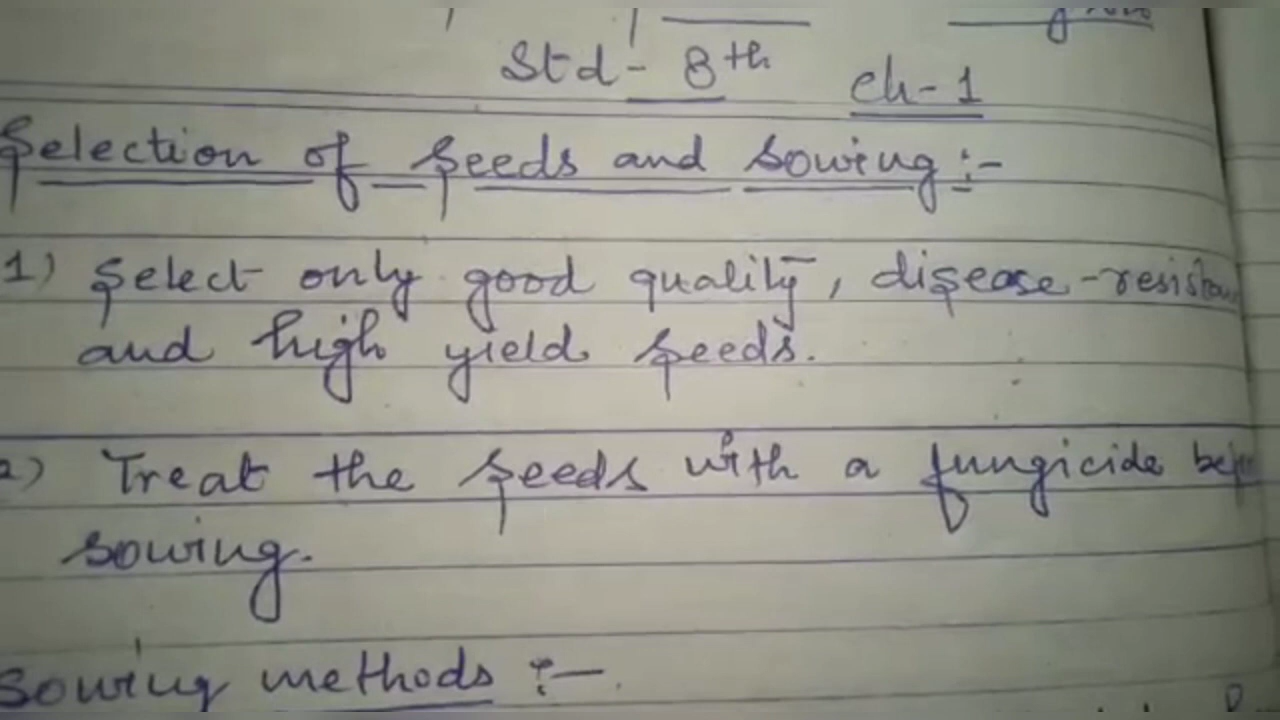 Std - 8th
Ch-1
Selection of seeds and sowing :-
1) Select only good quality, disease-resistant
and high yield seeds.
2) Treat the seeds with a fungicide
sowing.
Sowing methods :-